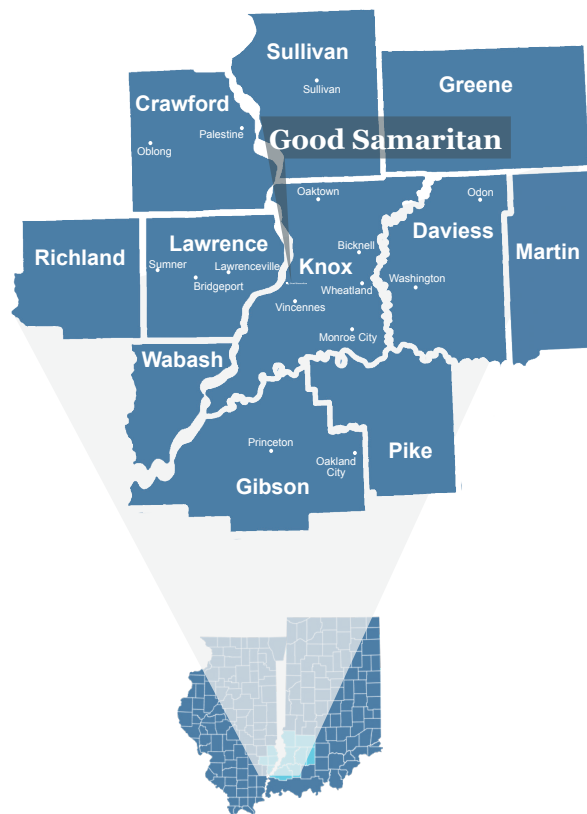 Sullivan
Sullivan
Greene
Crawford
Palestine
Oblong
Good Samaritan
Oaktown
Odon
Daviess
Martin
Richland
Lawrence
Sumner
Lawrenceville
Bridgeport
Bicknell
Knox
Wheatland
Washington
Vincennes
Monroe City
Wabash
Princeton
Oakland
City
Pike
Gibson